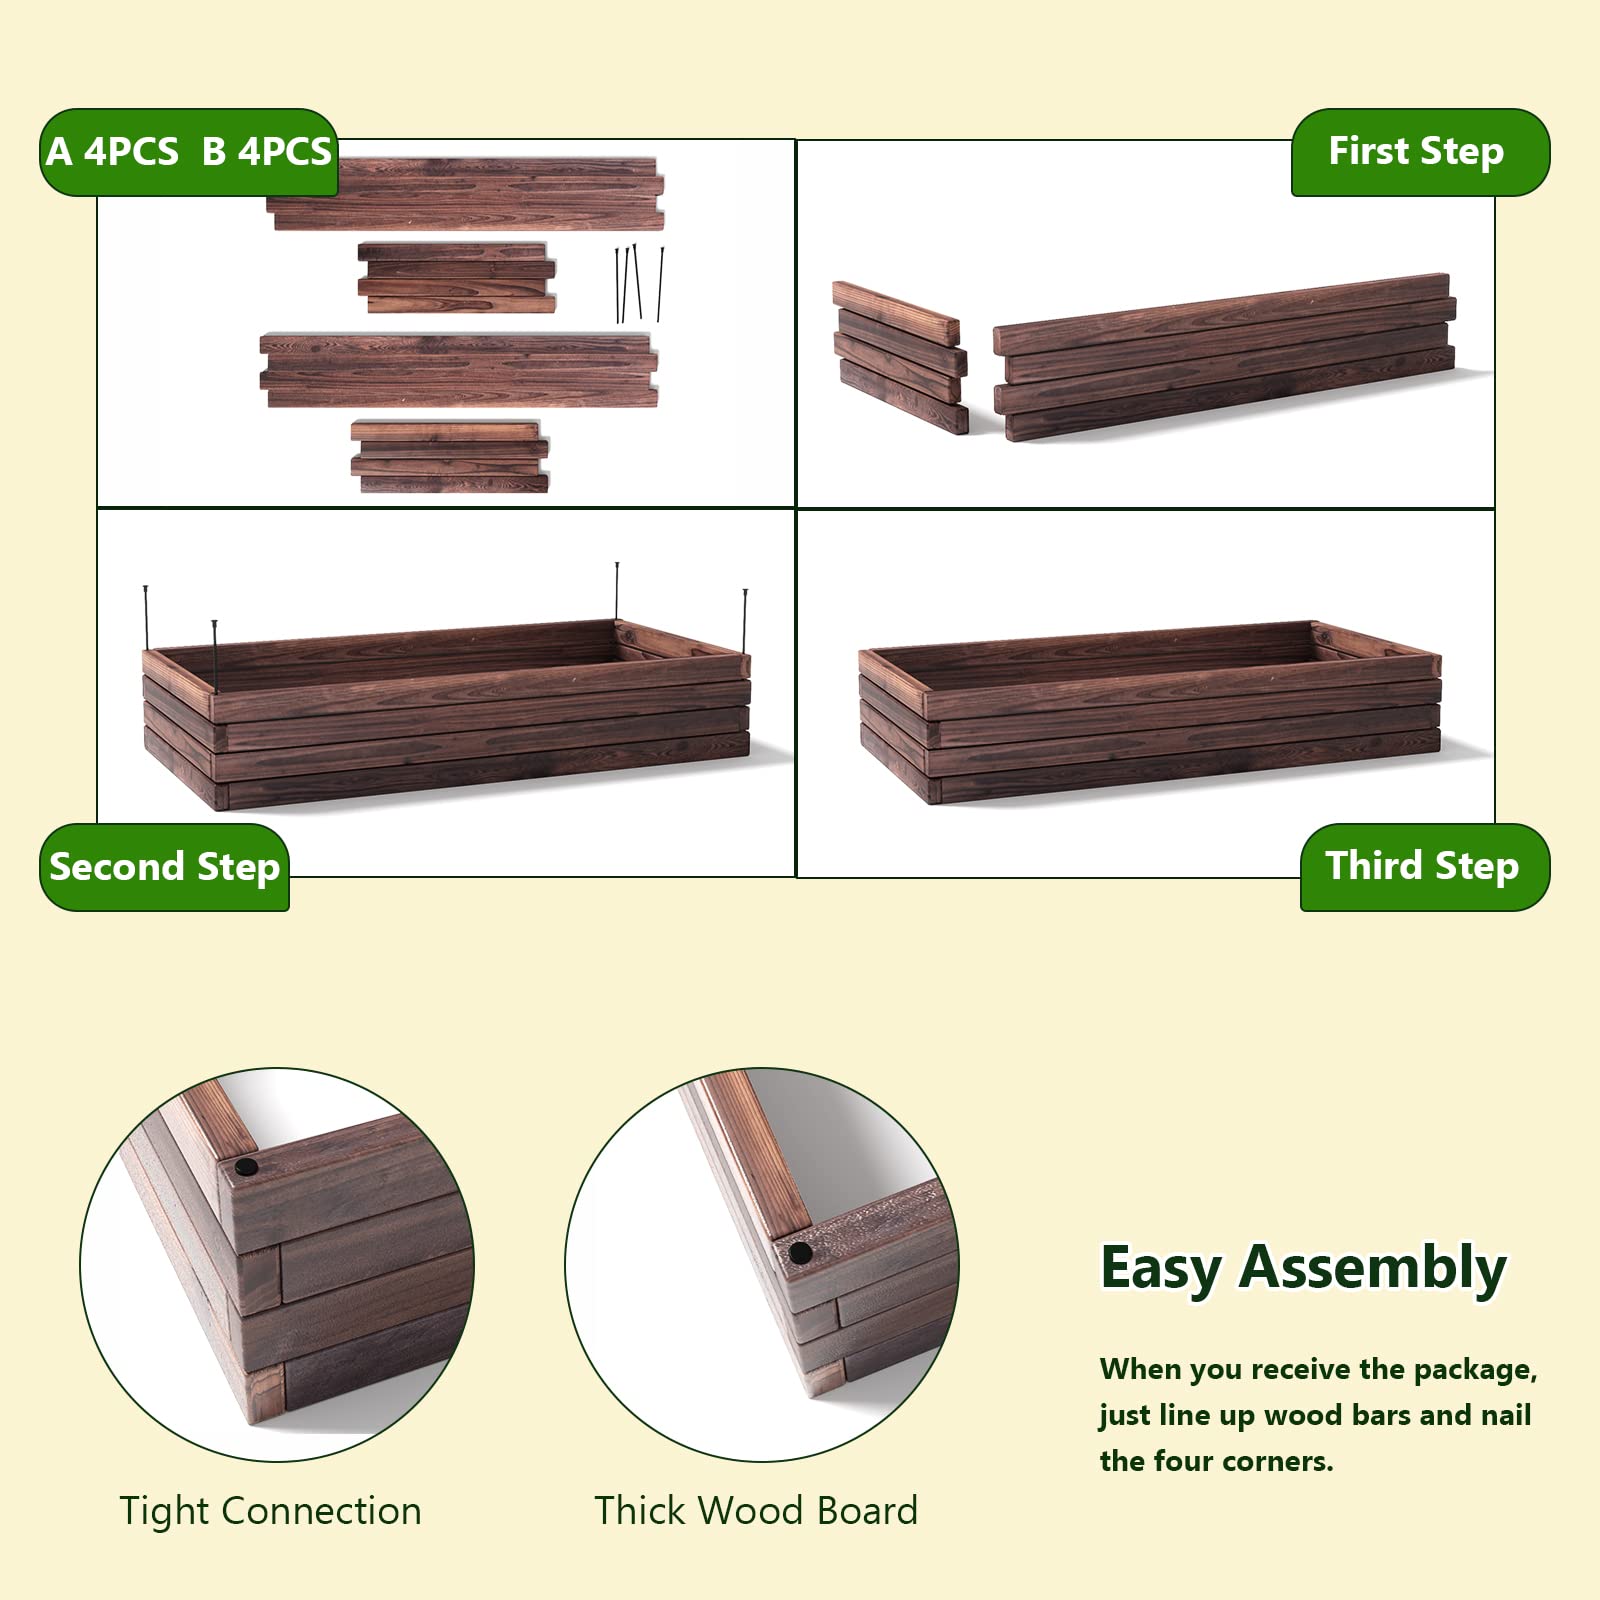 A 4PCS  B 4PCS
First Step
Second Step
Third Step
Tight Connection
Thick Wood Board
Easy Assembly
When you receive the package,
just line up wood bars and nail
the four corners.